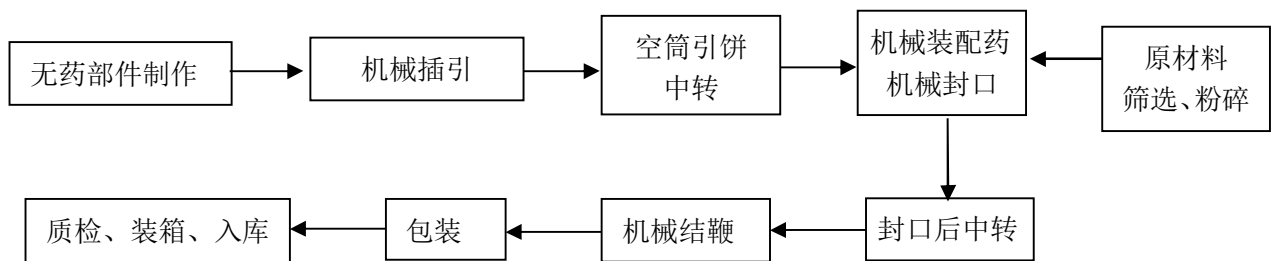 无药部件制作
机械插引
空筒引饼
中转
机械装配药
机械封口
原材料
筛选、粉碎
质检、装箱、入库
包装
机械结鞭
封口后中转